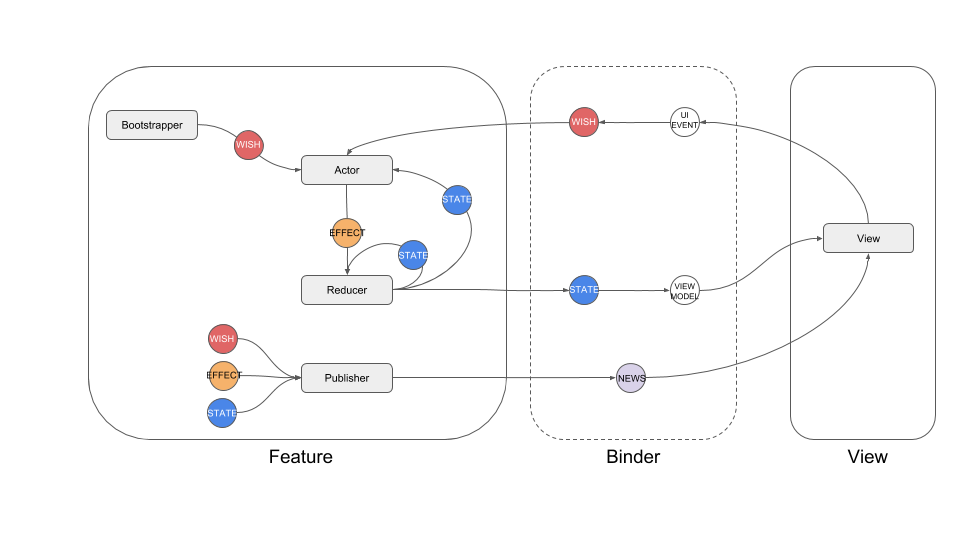 Bootstrapper
WISH
Actor
STATE
EFFECT
STATE
Reducer
WISH
EFFECT
STATE
Publisher
Feature
WISH
UI
EVENT
STATE
VIEW
MODEL
NEWS
Binder
View
View